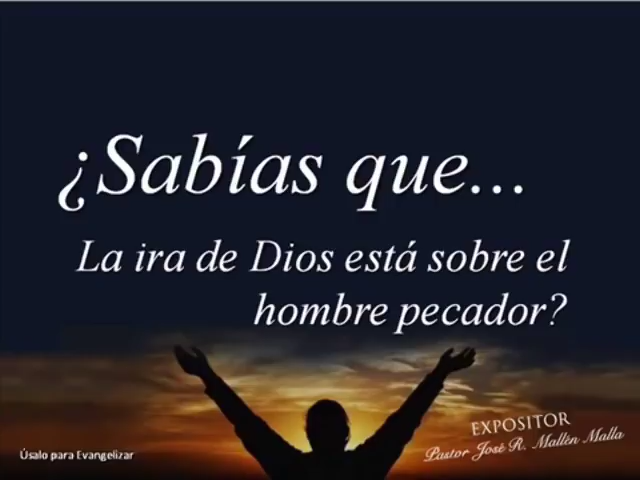 ¿Sabías que...
La ira de Dios está sobre el
hombre pecador?
EXPOSITOR
Pastor José R. Mallén Malla
Úsalo para Evangelizar